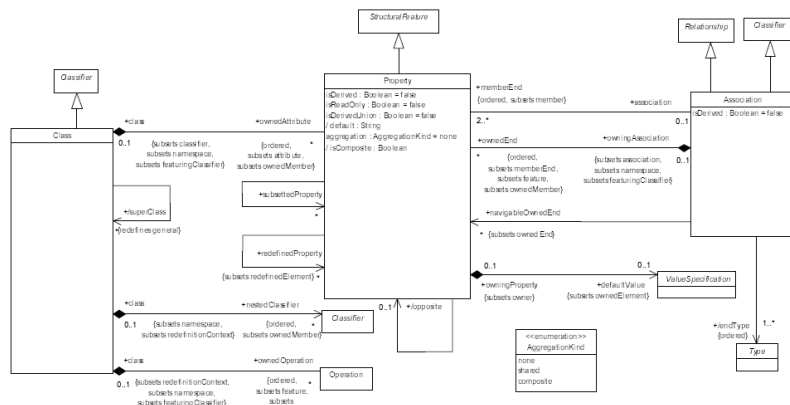 StructuralFeature
Relationship
Classifier
Classifier
Property
isDerived : Boolean = false
isReadOnly : Boolean = false
isDerivedUnion : Boolean = false
/ default : String
aggregation : AggregationKind = none
/ isComposite : Boolean
+memberEnd
{ordered, subsets member}
2..*
+association
0..1
Association
isDerived : Boolean = false
Class
+class
0..1
{subsets classifier,
subsets namespace,
subsets featuringClassifier}
+ownedAttribute
*
{ordered,
subsets attribute,
subsets ownedMember}
+ownedEnd
*
{ordered,
subsets memberEnd,
subsets feature,
subsets ownedMember}
+owningAssociation
0..1
{subsets association,
subsets namespace,
subsets featuringClassifier}
+/superClass
*
{redefines general}
+subsettedProperty
*
+navigableOwnedEnd
*
{subsets ownedEnd}
+redefinedProperty
{subsets redefinedElement}
*
0..1
+owningProperty
{subsets owner}
0..1
+defaultValue
{subsets ownedElement}
ValueSpecification
+class
0..1
{subsets namespace,
subsets redefinitionContext}
+nestedClassifier
*
{ordered,
subsets ownedMember}
Classifier
0..1
+/opposite
+/endType
1..*
{ordered}
Type
<<enumeration>>
AggregationKind
none
shared
composite
+class
0..1
{subsets redefinitionContext,
subsets namespace,
subsets featuringClassifier}
+ownedOperation
*
{ordered,
subsets feature,
subsets
Operation